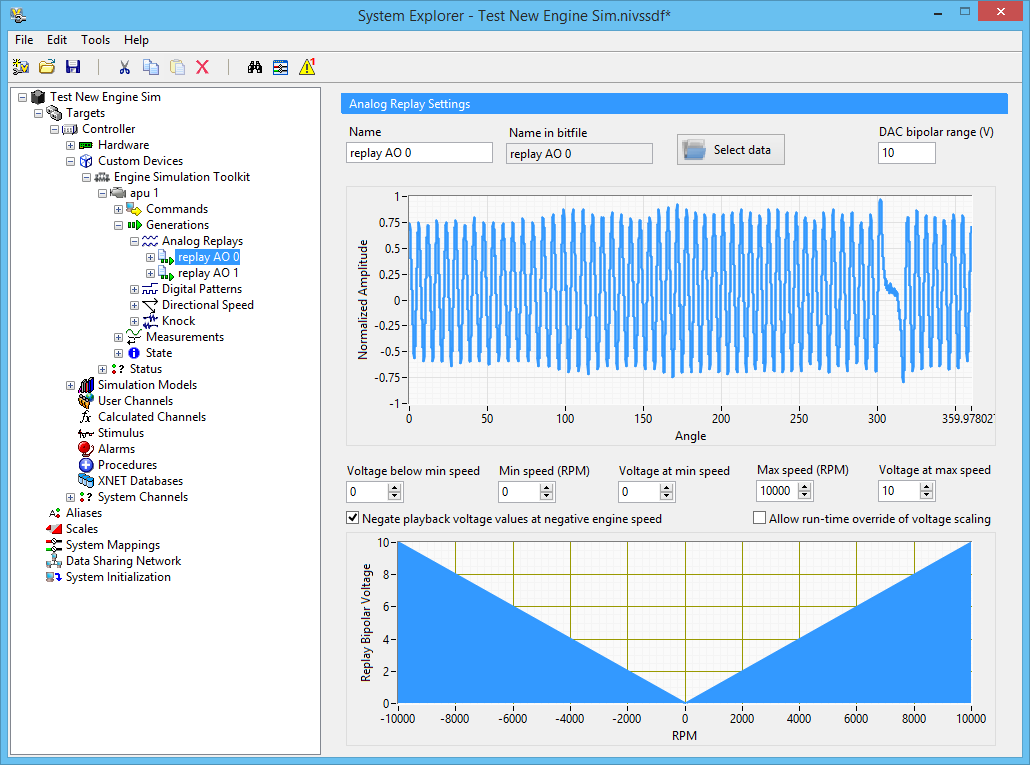 System Explorer - Test New Engine Sim.nivssdf*
File Edit Tools Help
Test New Engine Sim
Targets
Controller
Hardware
Custom Devices
Engine Simulation Toolkit
apu 1
Commands
Generations
Analog Replays
replay AO 0
replay AO 1
Digital Patterns
Directional Speed
Knock
Measurements
State
Status
Simulation Models
User Channels
Calculated Channels
Stimulus
Alarms
Procedures
XNET Databases
System Channels
Aliases
Scales
System Mappings
Data Sharing Network
System Initialization
Analog Replay Settings
Name
replay AO 0
Name in bitfile
replay AO 0
Select data
DAC bipolar range (V)
10
Normalized Amplitude
1
0.75
0.5
0.25
0
-0.25
-0.5
-0.75
-1
0 50 100 150 200 250 300 359.97802
Angle
Voltage below min speed Min speed (RPM) Voltage at min speed Max speed (RPM) Voltage at max speed
0 0 0 10000 10
Negate playback voltage values at negative engine speed Allow run-time override of voltage scaling
Replay Bipolar Voltage
10
8
6
4
2
0
-10000 -8000 -6000 -4000 -2000 0 2000 4000 6000 8000 10000
RPM